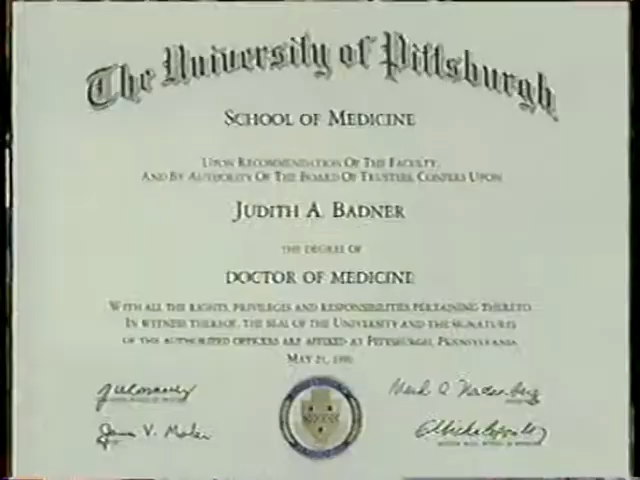 The University of Pittsburgh
SCHOOL OF MEDICINE
UPON RECOMMENDATION OF THE FACULTY,
AND BY AUTHORITY OF THE BOARD OF TRUSTEES, CONFERS UPON
JUDITH A. BADNER
THE DEGREE OF
DOCTOR OF MEDICINE
WITH ALL THE RIGHTS, PRIVILEGES AND RESPONSIBILITIES PERTAINING THERETO
IN WITNESS THEREOF, THE SEAL OF THE UNIVERSITY AND THE SIGNATURES
OF THE AUTHORIZED OFFICERS ARE AFFIXED AT PITTSBURGH, PENNSYLVANIA
MAY 21,